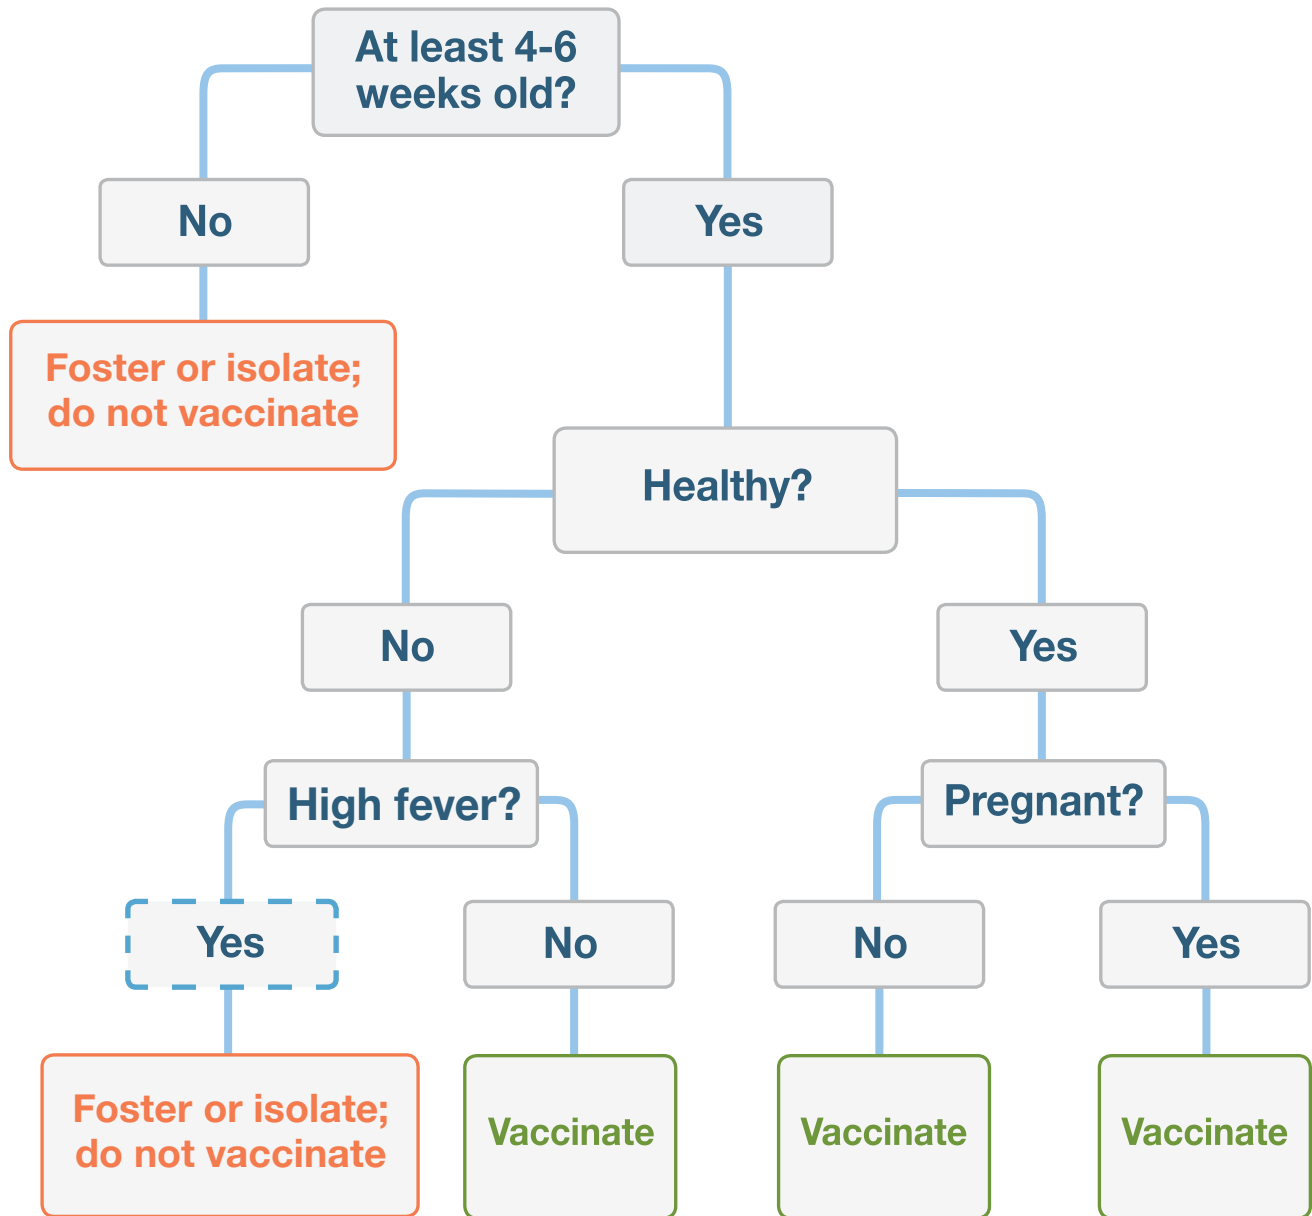 At least 4-6
weeks old?
No
Yes
Foster or isolate;
do not vaccinate
Healthy?
No
Yes
High fever?
Pregnant?
Yes
No
No
Yes
Foster or isolate;
do not vaccinate
Vaccinate
Vaccinate
Vaccinate